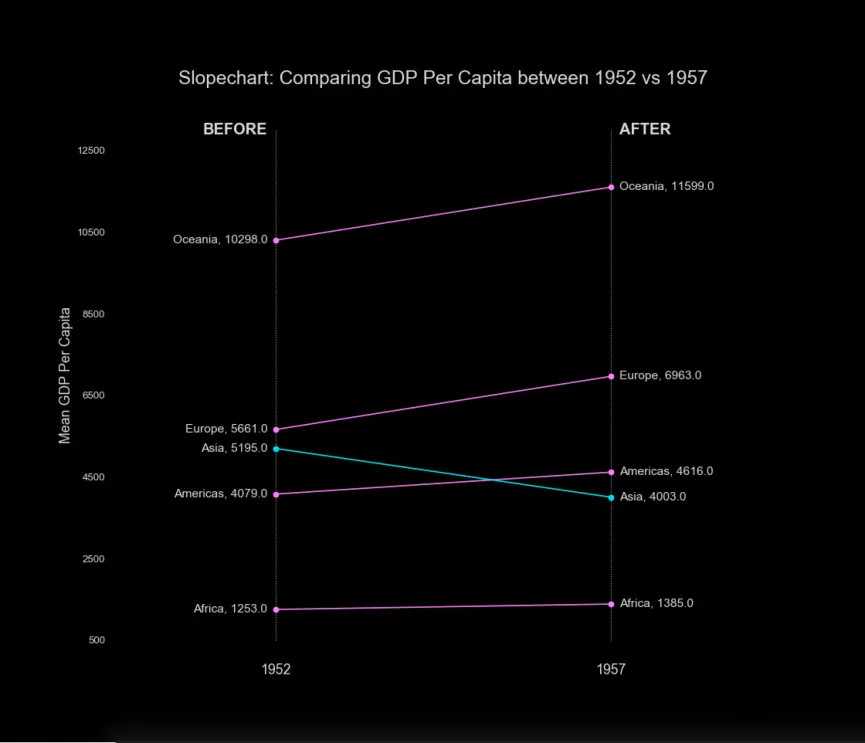 Slopechart: Comparing GDP Per Capita between 1952 vs 1957
BEFORE
AFTER
12500
Oceania, 11599.0
10500
Oceania, 10298.0
8500
Mean GDP Per Capita
6500
Europe, 6963.0
Europe, 5661.0
Asia, 5195.0
4500
Americas, 4616.0
Americas, 4079.0
Asia, 4003.0
2500
Africa, 1253.0
Africa, 1385.0
500
1952
1957